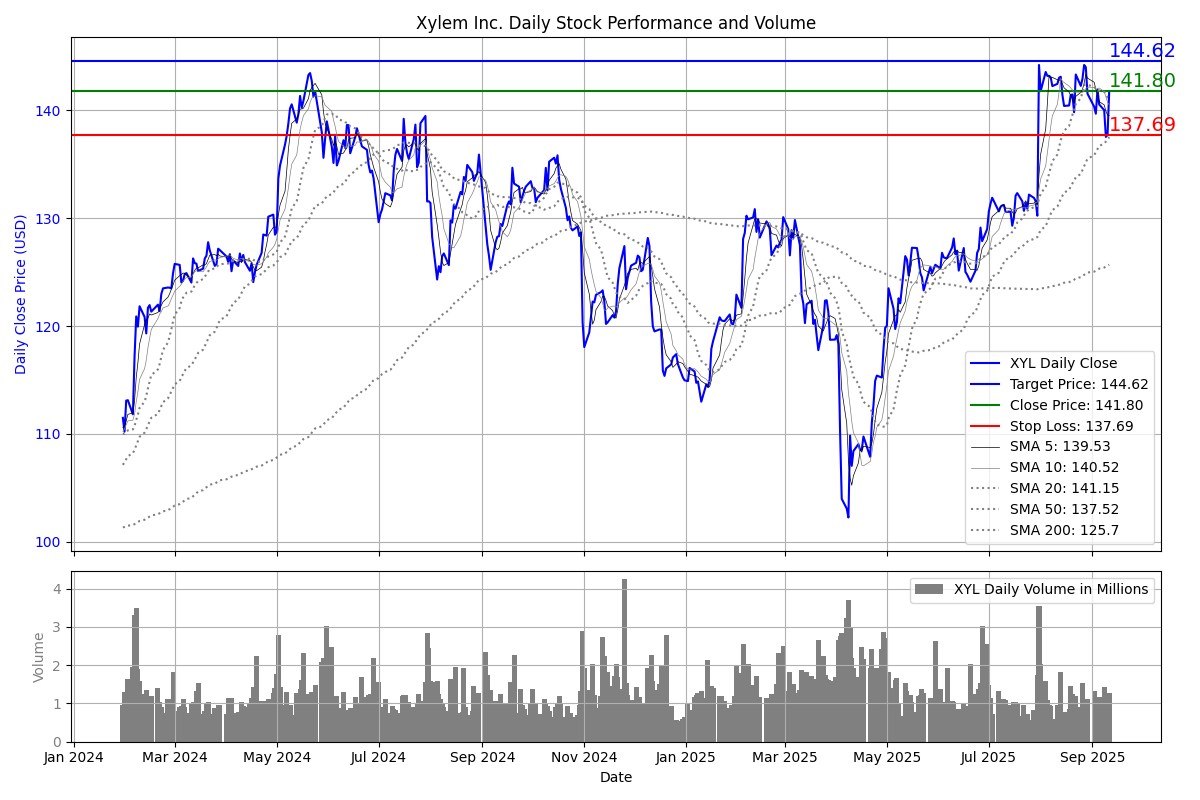 Xylem Inc. Daily Stock Performance and Volume
144.62
141.80
137.69
140
130
120
110
100
Daily Close Price (USD)
XYL Daily Close
Target Price: 144.62
Close Price: 141.80
Stop Loss: 137.69
SMA 5: 139.53
SMA 10: 140.52
SMA 20: 141.15
SMA 50: 137.52
SMA 200: 125.7
XYL Daily Volume in Millions
4
3
2
1
0
Volume
Jan 2024 Mar 2024 May 2024 Jul 2024 Sep 2024 Nov 2024 Jan 2025 Mar 2025 May 2025 Jul 2025 Sep 2025
Date